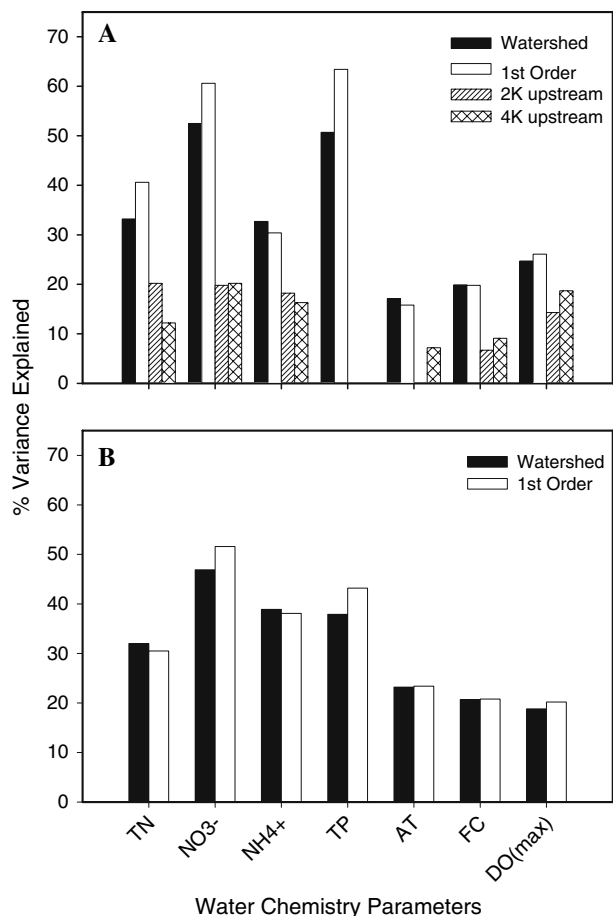 A
Watershed
1st Order
2K upstream
4K upstream
70
60
50
40
30
20
10
0
% Variance Explained
B
Watershed
1st Order
70
60
50
40
30
20
10
0
TN
NO3-
NH4+
TP
AT
FC
DO(max)
Water Chemistry Parameters